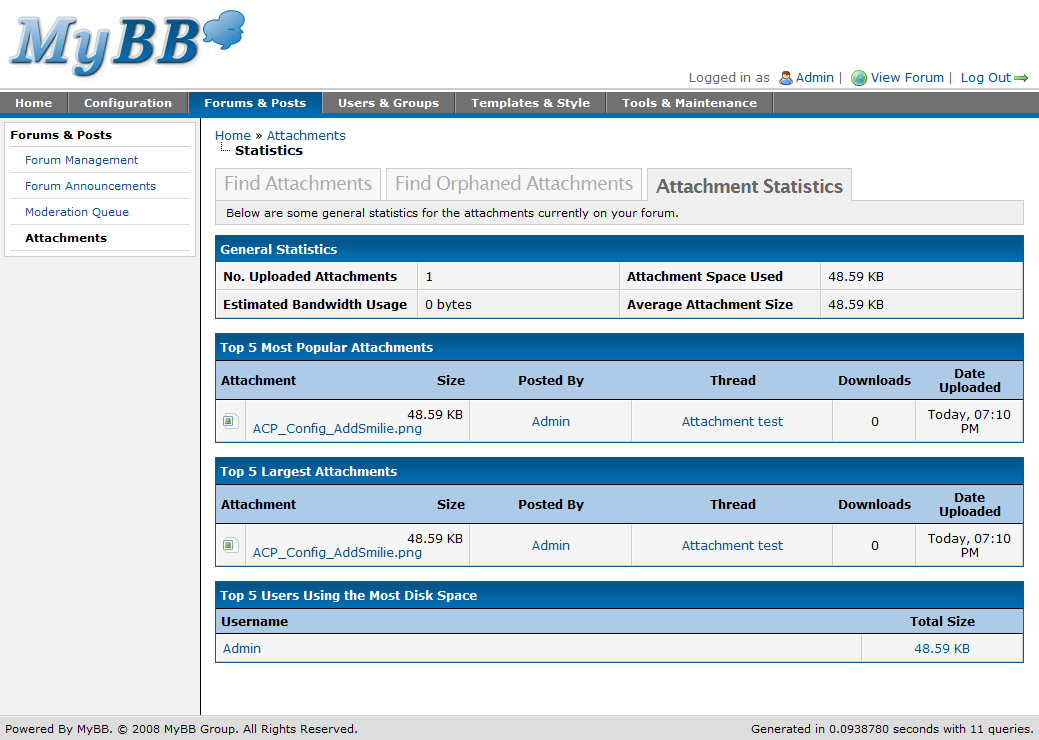 MyBB
Logged in as Admin | View Forum | Log Out
Home Configuration Forums & Posts Users & Groups Templates & Style Tools & Maintenance
Forums & Posts
Forum Management
Forum Announcements
Moderation Queue
Attachments
Home » Attachments
Statistics
Find Attachments Find Orphaned Attachments Attachment Statistics
Below are some general statistics for the attachments currently on your forum.
General Statistics
No. Uploaded Attachments 1 Attachment Space Used 48.59 KB
Estimated Bandwidth Usage 0 bytes Average Attachment Size 48.59 KB
Top 5 Most Popular Attachments
Attachment Size Posted By Thread Downloads Date
Uploaded
48.59 KB
ACP_Config_AddSmilie.png Admin Attachment test 0 Today, 07:10
PM
Top 5 Largest Attachments
Attachment Size Posted By Thread Downloads Date
Uploaded
48.59 KB
ACP_Config_AddSmilie.png Admin Attachment test 0 Today, 07:10
PM
Top 5 Users Using the Most Disk Space
Username Total Size
Admin 48.59 KB
Powered By MyBB. © 2008 MyBB Group. All Rights Reserved. Generated in 0.0938780 seconds with 11 queries.